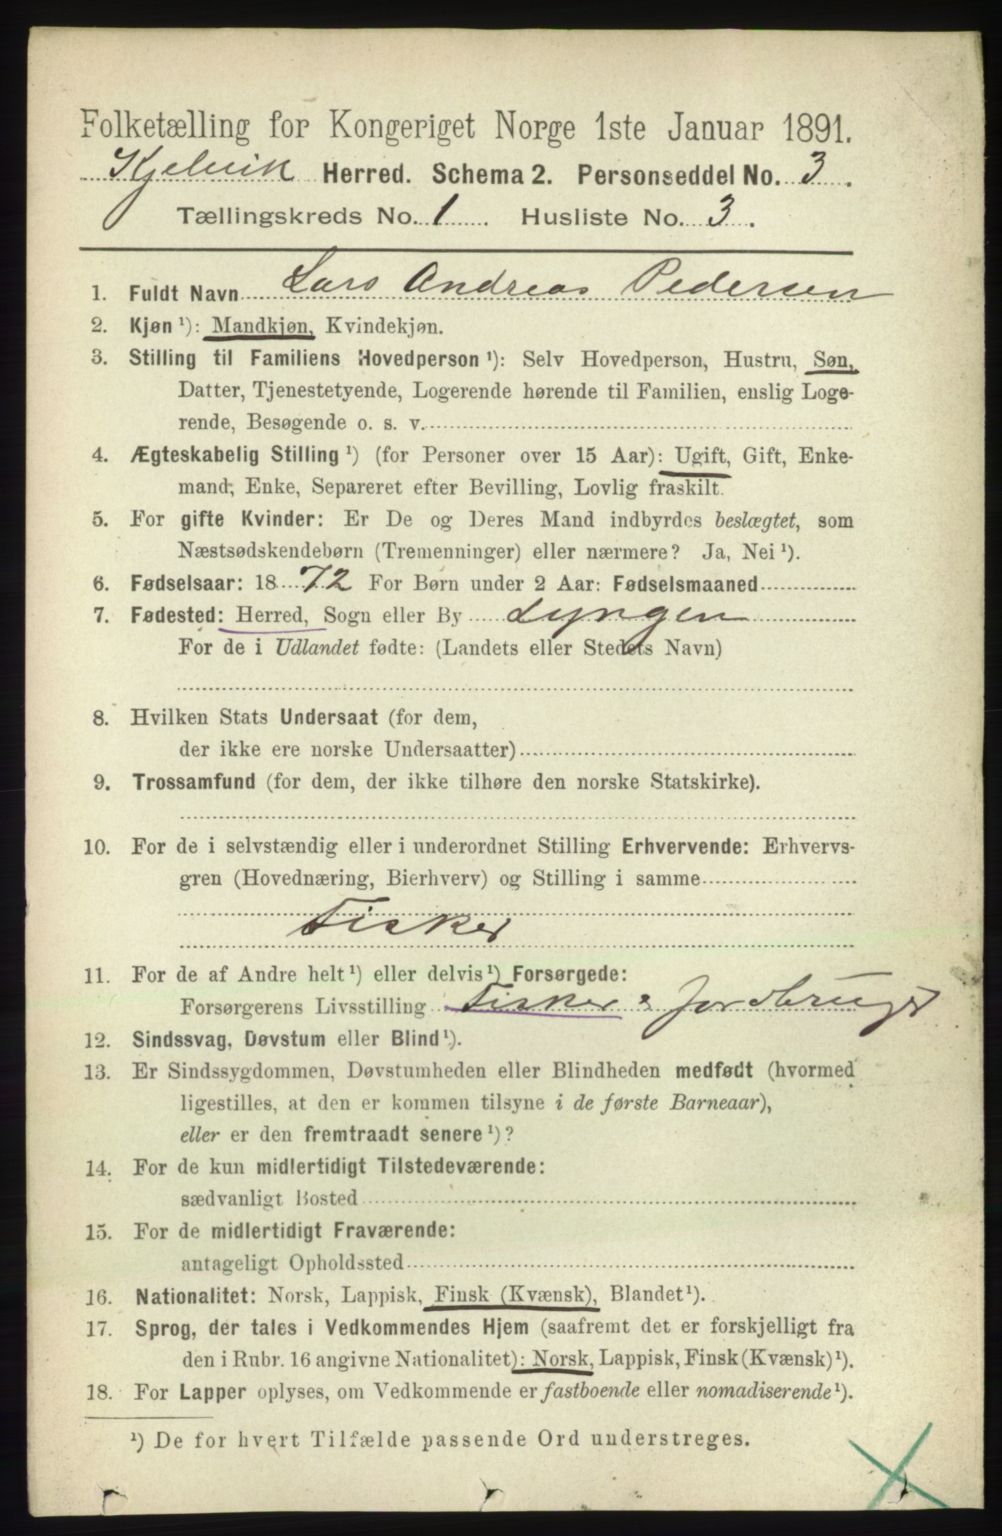 Folketælling for Kongeriget Norge 1ste Januar 1891.
Kjelvik Herred. Schema 2. Personseddel No. 3.
Tællingskreds No. 1. Husliste No. 3.
1. Fuldt Navn Lars Andreas Pedersen
2. Kjøn ¹): Mandkjøn, Kvindekjøn.
3. Stilling til Familiens Hovedperson ¹): Selv Hovedperson, Hustru, Søn,
Datter, Tjenestetyende, Logerende hørende til Familien, enslig Loge-
rende, Besøgende o. s. v.
4. Ægteskabelig Stilling ¹) (for Personer over 15 Aar): Ugift, Gift, Enke-
mand, Enke, Separeret efter Bevilling, Lovlig fraskilt.
5. For gifte Kvinder: Er De og Deres Mand indbyrdes beslægtet, som
Næstsødskendebørn (Tremenninger) eller nærmere? Ja, Nei ¹).
6. Fødselsaar: 1872 For Børn under 2 Aar: Fødselsmaaned
7. Fødested: Herred, Sogn eller By Lyngen
For de i Udlandet fødte: (Landets eller Stedets Navn)
8. Hvilken Stats Undersaat (for dem,
der ikke ere norske Undersaatter)
9. Trossamfund (for dem, der ikke tilhøre den norske Statskirke).
10. For de i selvstændig eller i underordnet Stilling Erhvervende: Erhvervs-
gren (Hovednæring, Bierhverv) og Stilling i samme
Fisker
11. For de af Andre helt ¹) eller delvis ¹) Forsørgede:
Forsørgerens Livsstilling Fisker & Jordbruger
12. Sindssvag, Døvstum eller Blind ¹).
13. Er Sindssygdommen, Døvstumheden eller Blindheden medfødt (hvormed
ligestilles, at den er kommen tilsyne i de første Barneaar),
eller er den fremtraadt senere ¹)?
14. For de kun midlertidigt Tilstedeværende:
sædvanligt Bosted
15. For de midlertidigt Fraværende:
antageligt Opholdssted
16. Nationalitet: Norsk, Lappisk, Finsk (Kvænsk), Blandet ¹).
17. Sprog, der tales i Vedkommendes Hjem (saafremt det er forskjelligt fra
den i Rubr. 16 angivne Nationalitet): Norsk, Lappisk, Finsk (Kvænsk) ¹).
18. For Lapper oplyses, om Vedkommende er fastboende eller nomadiserende ¹).
¹) De for hvert Tilfælde passende Ord understreges.